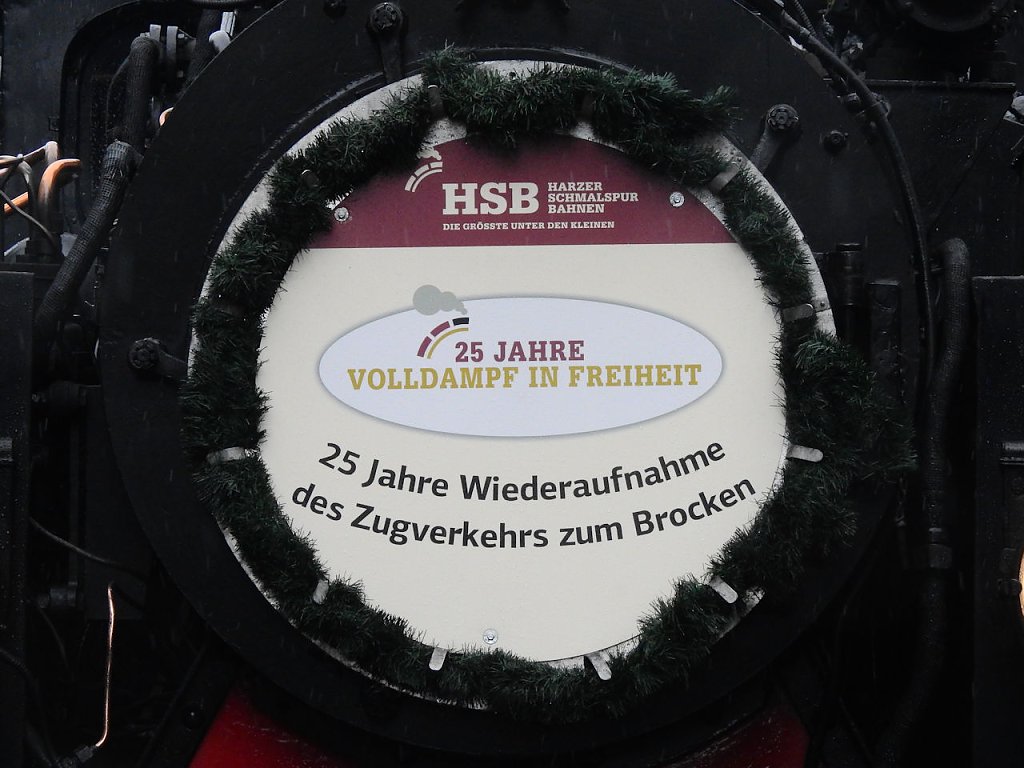 HSB HARZER
SCHMALSPUR
BAHNEN
DIE GRÖSSTE UNTER DEN KLEINEN
25 JAHRE
VOLLDAMPF IN FREIHEIT
25 Jahre Wiederaufnahme
des Zugverkehrs zum Brocken